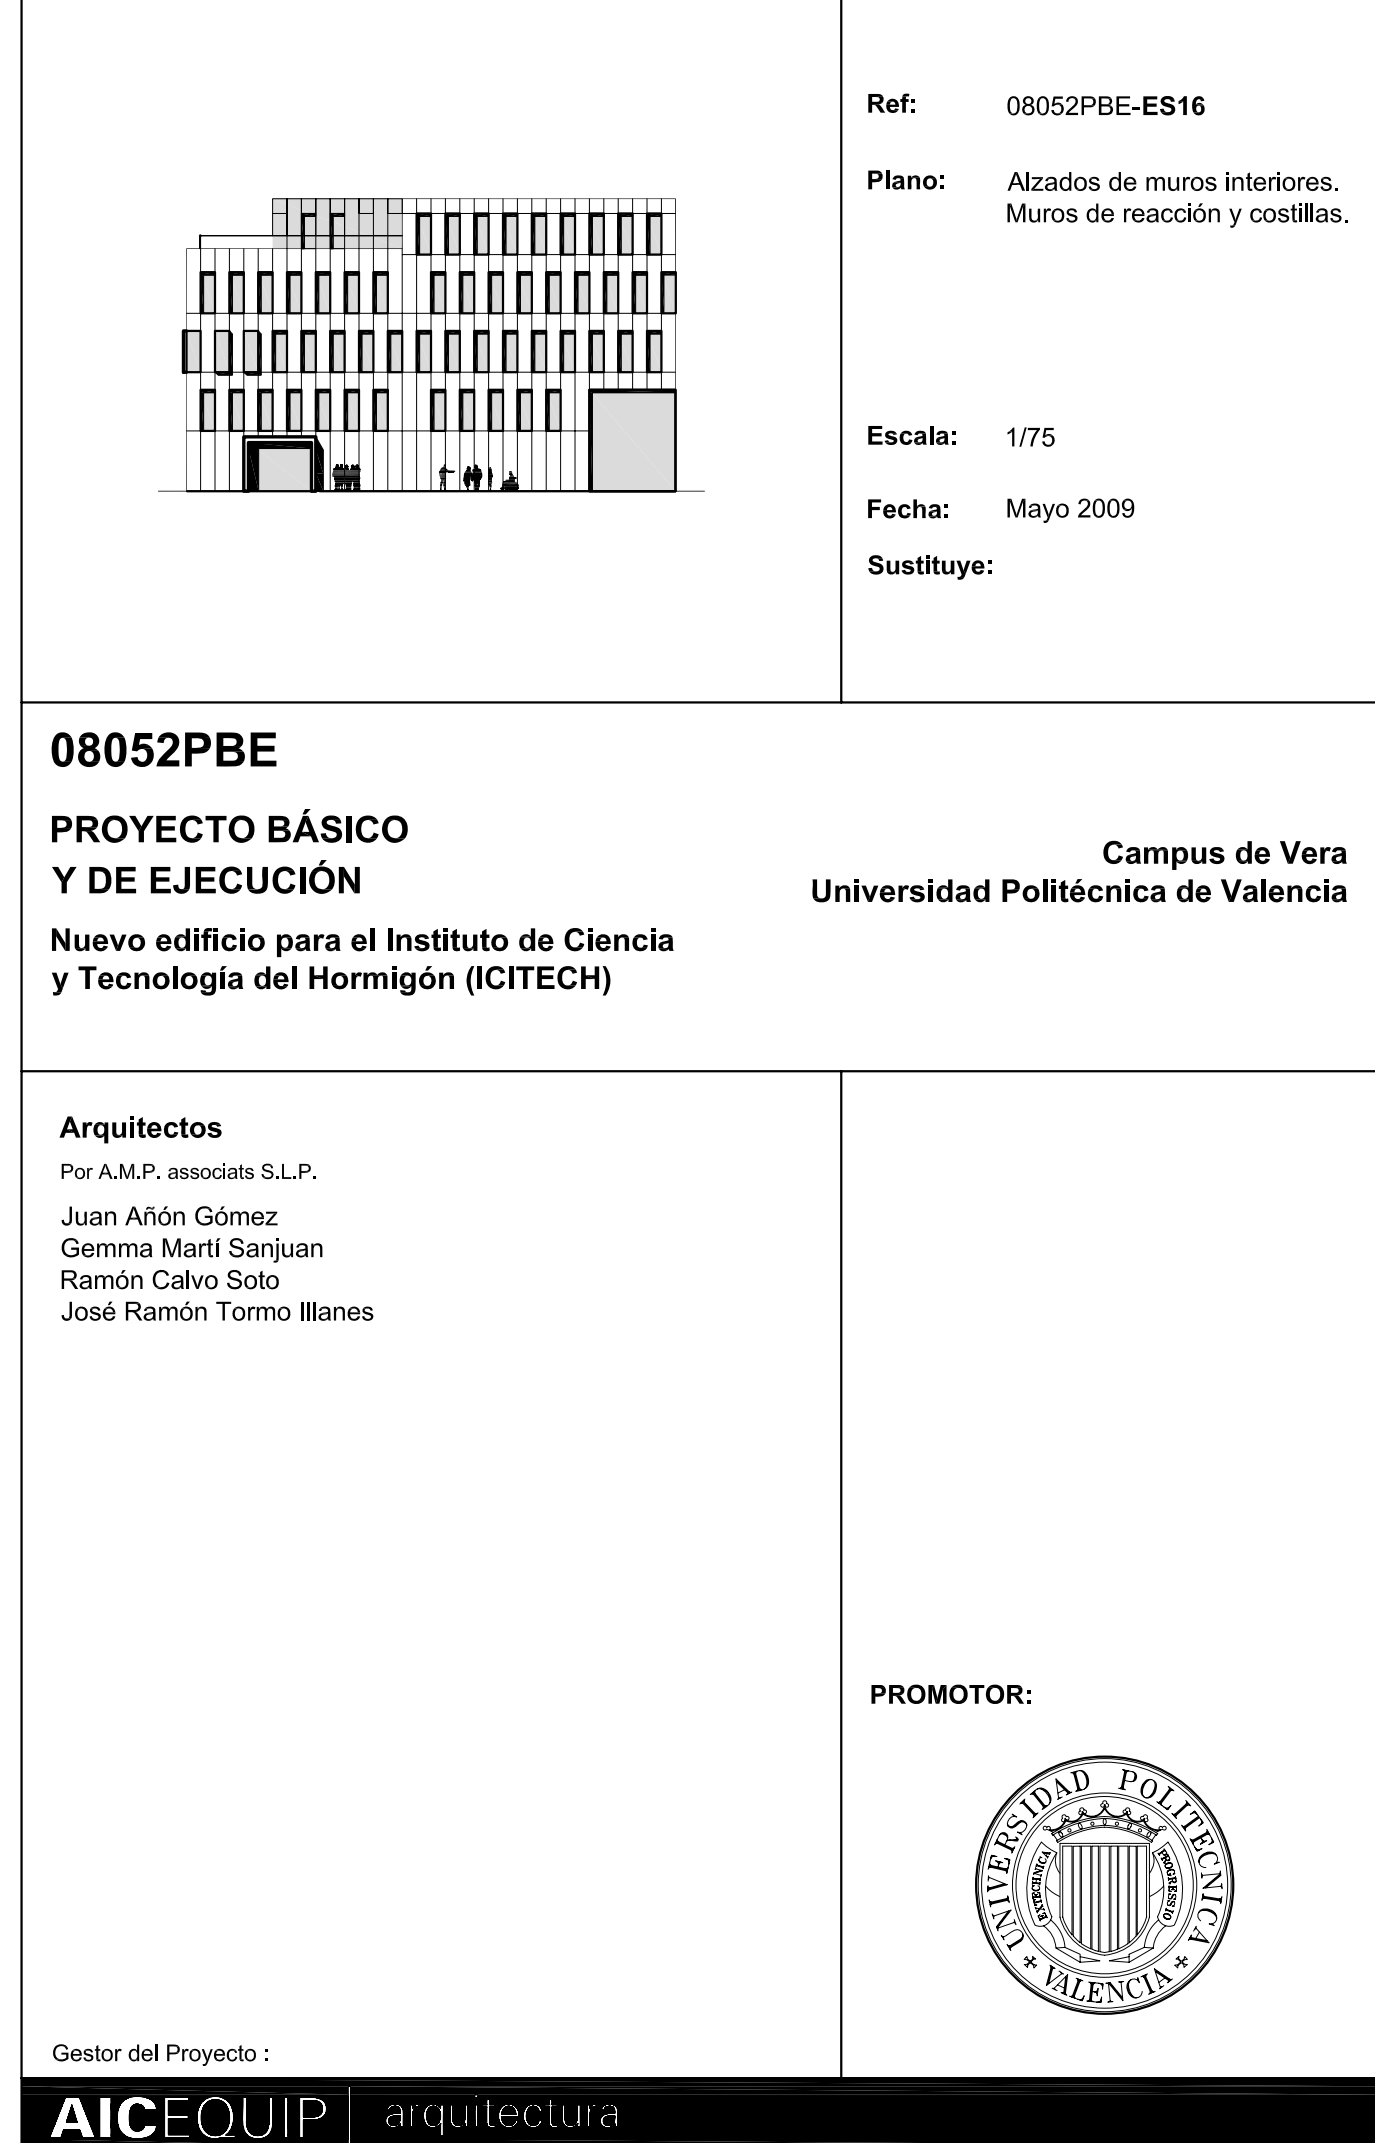 Ref: 08052PBE-ES16
Plano: Alzados de muros interiores.
Muros de reacción y costillas.
Escala: 1/75
Fecha: Mayo 2009
Sustituye:
08052PBE
PROYECTO BÁSICO
Y DE EJECUCIÓN
Nuevo edificio para el Instituto de Ciencia
y Tecnología del Hormigón (ICITECH)
Campus de Vera
Universidad Politécnica de Valencia
Arquitectos
Por A.M.P. associats S.L.P.
Juan Añón Gómez
Gemma Martí Sanjuan
Ramón Calvo Soto
José Ramón Tormo Illanes
PROMOTOR:
UNIVERSIDAD POLITECNICA
VALENCIA
EXTECHNICA
PROGRESSIO
Gestor del Proyecto :
AICEQUIP arquitectura